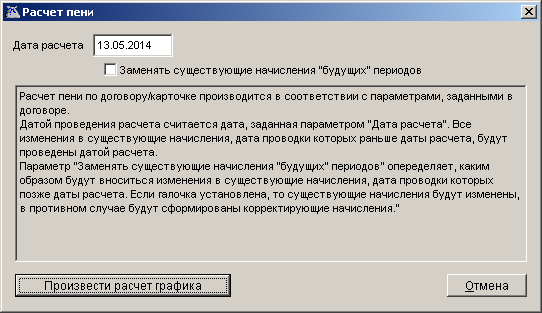 Расчет пени
Дата расчета 13.05.2014
Заменять существующие начисления "будущих" периодов
Расчет пени по договору/карточке производится в соответствии с параметрами, заданными в
договоре.
Датой проведения расчета считается дата, заданная параметром "Дата расчета". Все
изменения в существующие начисления, дата проводки которых раньше даты расчета, будут
проведены датой расчета.
Параметр "Заменять существующие начисления "будущих" периодов" опеределяет, каким
образом будут вноситься изменения в существующие начисления, дата проводки которых
позже даты расчета. Если галочка установлена, то существующие начисления будут изменены,
в противном случае будут сформированы корректирующие начисления."
Произвести расчет графика
Отмена